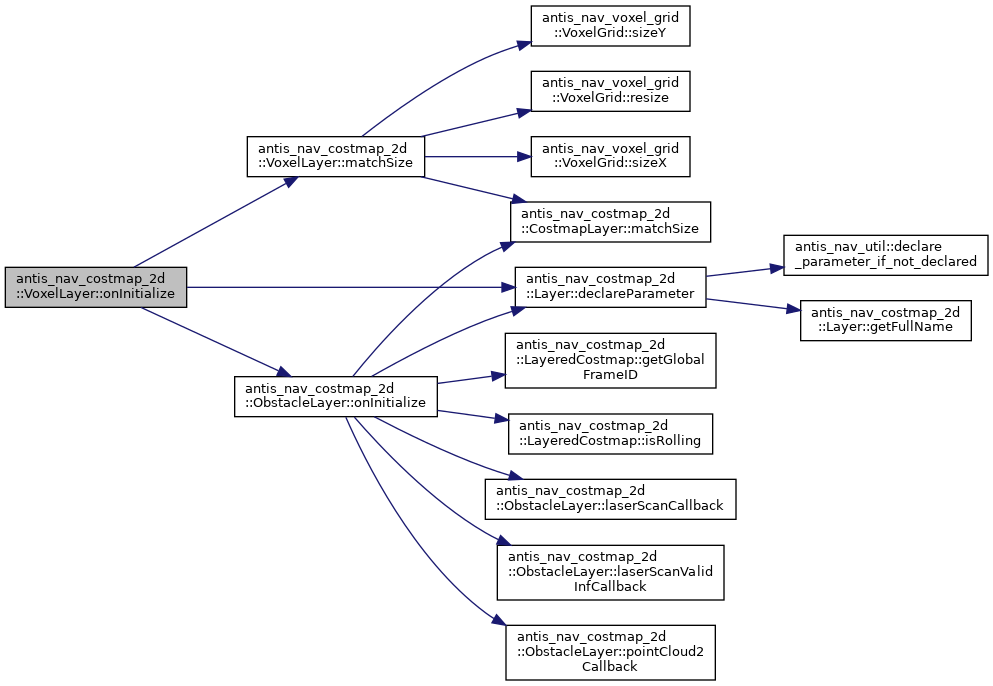 antis_nav_voxel_grid
::VoxelGrid::sizeY
antis_nav_voxel_grid
::VoxelGrid::resize
antis_nav_costmap_2d
::VoxelLayer::matchSize
antis_nav_voxel_grid
::VoxelGrid::sizeX
antis_nav_costmap_2d
::CostmapLayer::matchSize
antis_nav_util::declare
_parameter_if_not_declared
antis_nav_costmap_2d
::VoxelLayer::onInitialize
antis_nav_costmap_2d
::Layer::declareParameter
antis_nav_costmap_2d
::Layer::getFullName
antis_nav_costmap_2d
::LayeredCostmap::getGlobal
FrameID
antis_nav_costmap_2d
::ObstacleLayer::onInitialize
antis_nav_costmap_2d
::LayeredCostmap::isRolling
antis_nav_costmap_2d
::ObstacleLayer::laserScanCallback
antis_nav_costmap_2d
::ObstacleLayer::laserScanValid
InfCallback
antis_nav_costmap_2d
::ObstacleLayer::pointCloud2
Callback